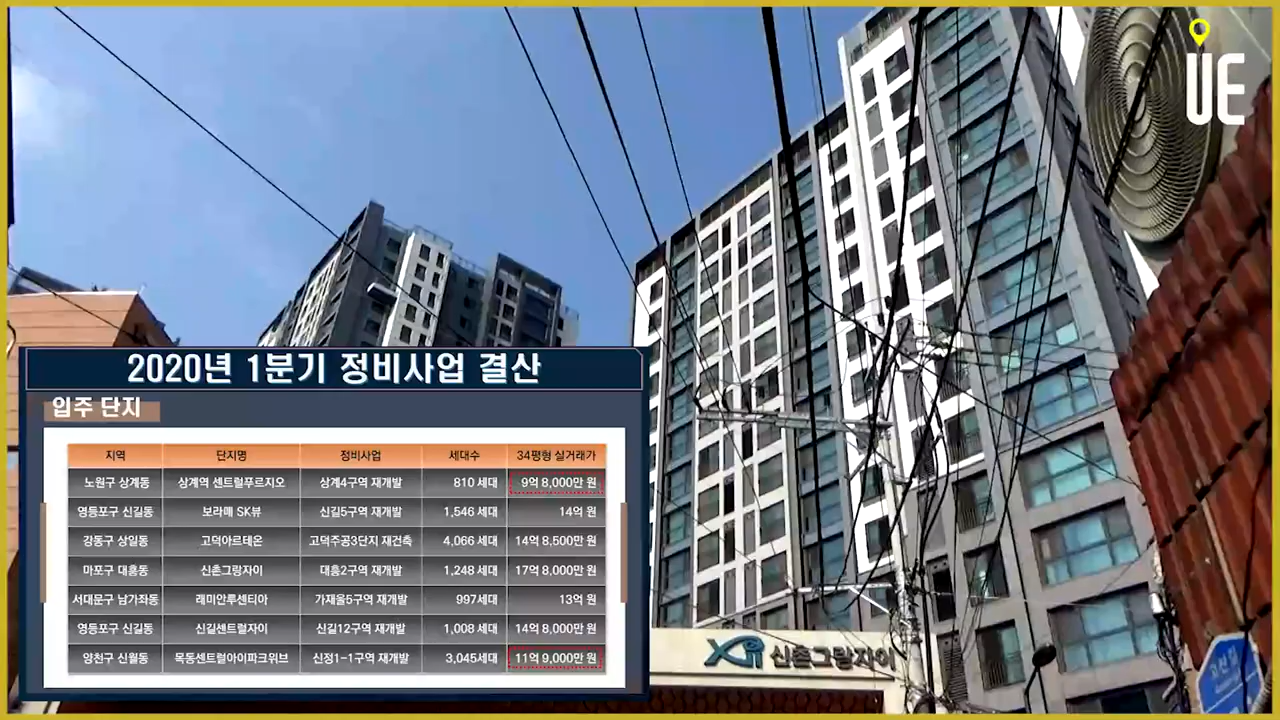 UE
2020년 1분기 정비사업 결산
입주 단지
지역 단지명 정비사업 세대수 34평형 실거래가
노원구 상계동 상계역 센트럴푸르지오 상계4구역 재개발 810 세대 9억 8,000만 원
영등포구 신길동 보라매 SK뷰 신길5구역 재개발 1,546 세대 14억 원
강동구 상일동 고덕아르테온 고덕주공3단지 재건축 4,066 세대 14억 8,500만 원
마포구 대흥동 신촌그랑자이 대흥2구역 재개발 1,248 세대 17억 8,000만 원
서대문구 남가좌동 래미안루센티아 가재울5구역 재개발 997세대 13억 원
영등포구 신길동 신길센트럴자이 신길12구역 재개발 1,008 세대 14억 8,000만 원
양천구 신월동 목동센트럴아이파크위브 신정1-1구역 재개발 3,045세대 11억 9,000만 원
Xi 신촌그랑자이
고산길